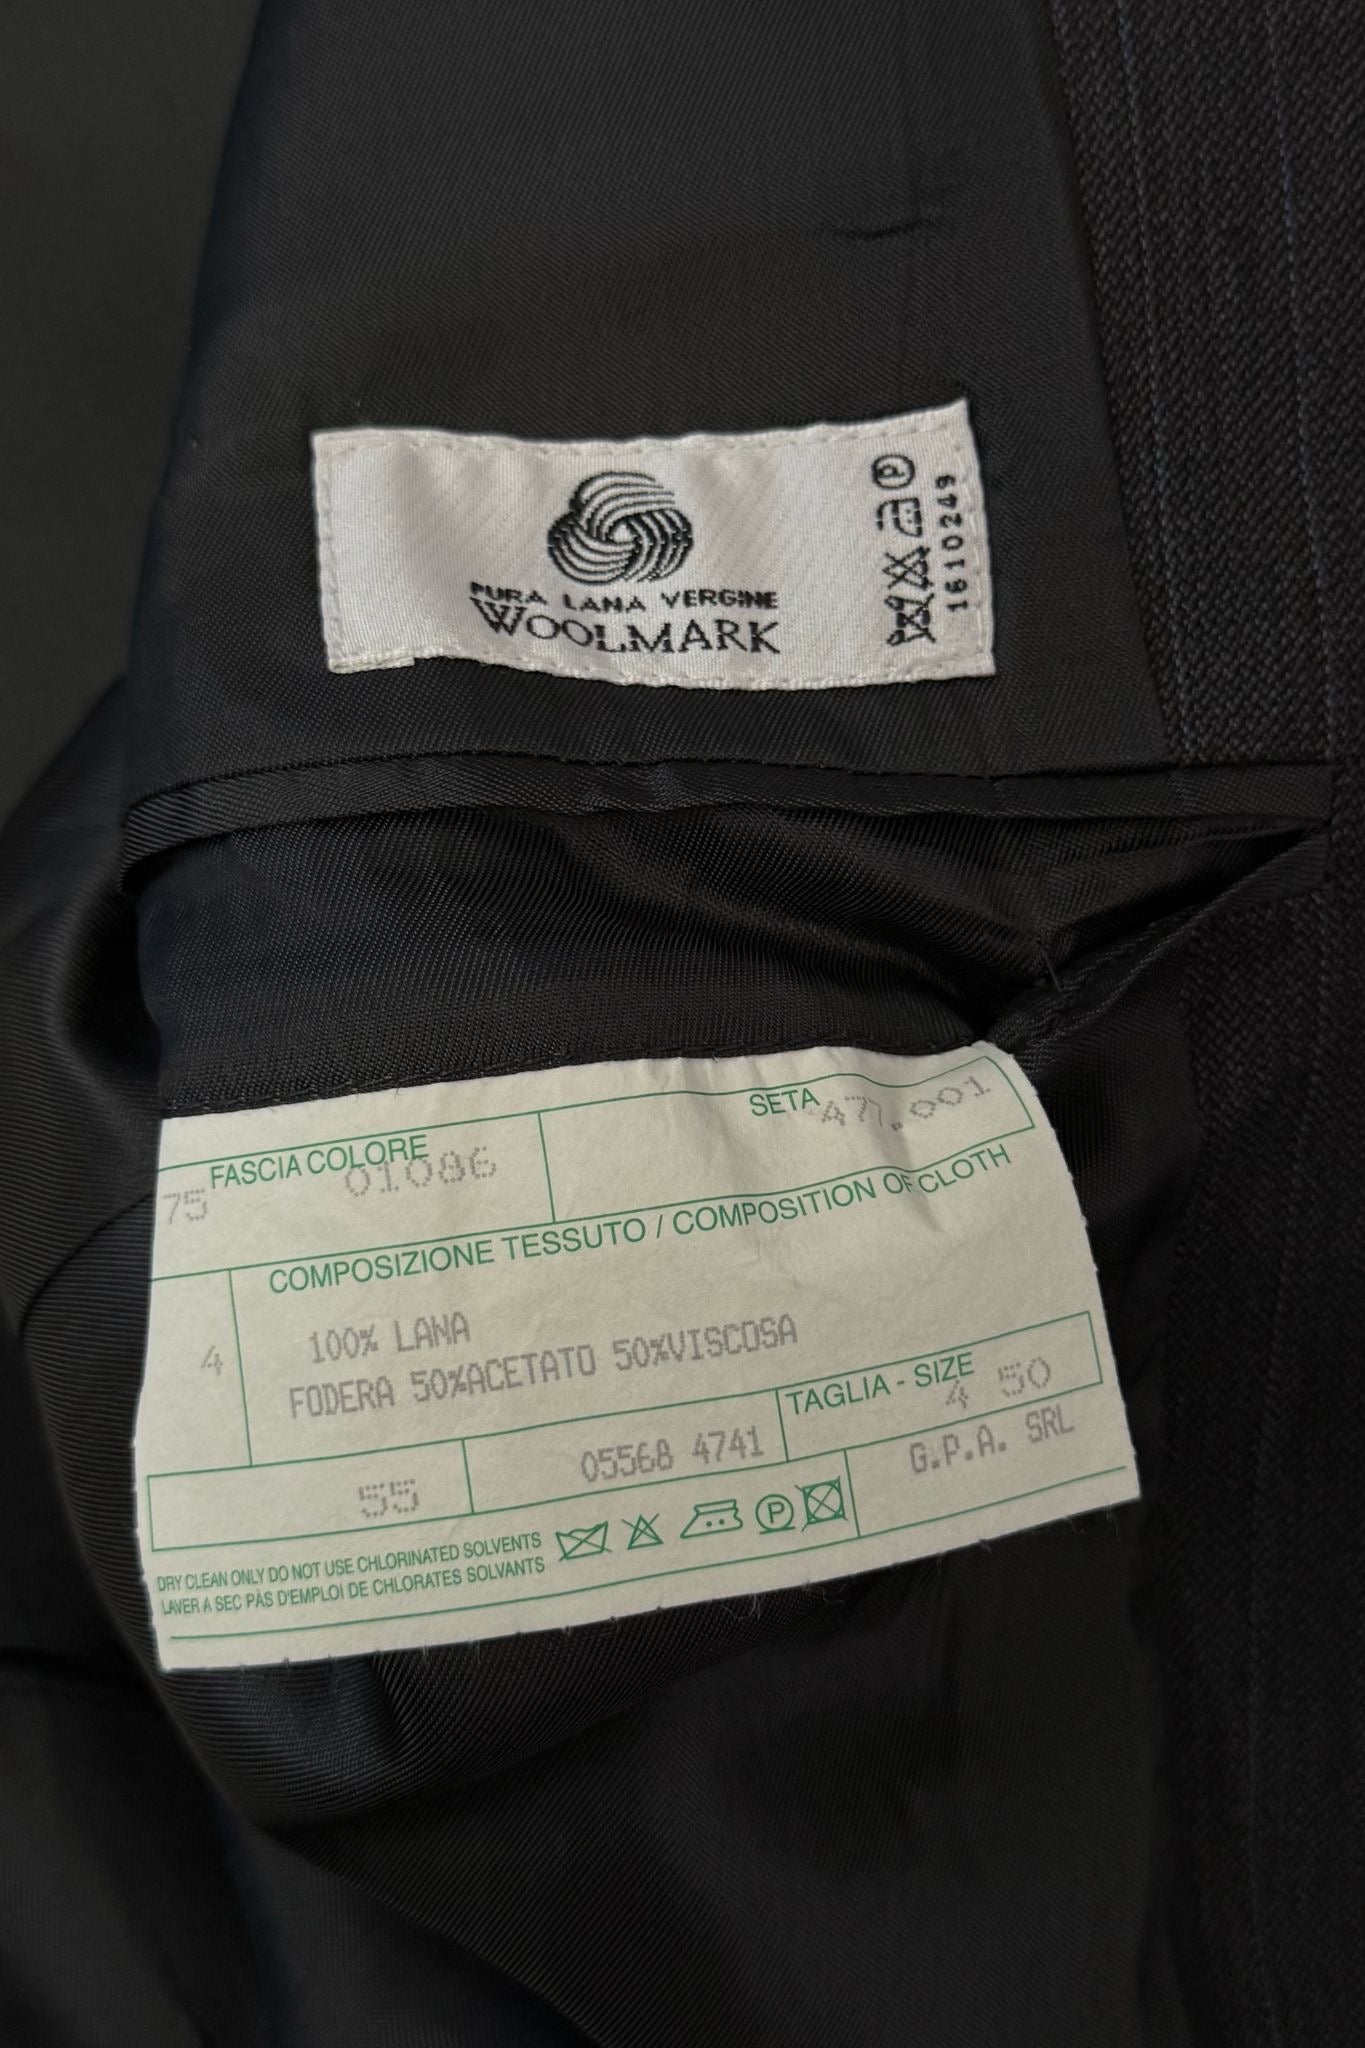 PURA LANA VERGINE
WOOLMARK
1610249
FASCIA COLORE
75 01086
SETA 477.001
COMPOSIZIONE TESSUTO / COMPOSITION OF CLOTH
4
100% LANA
FODERA 50%ACETATO 50%VISCOSA
TAGLIA - SIZE
4 50
55
05568 4741
G.P.A. SRL
DRY CLEAN ONLY DO NOT USE CHLORINATED SOLVENTS
LAVER A SEC PÀS D'EMPLOI DE CHLORATES SOLVANTS
P
P